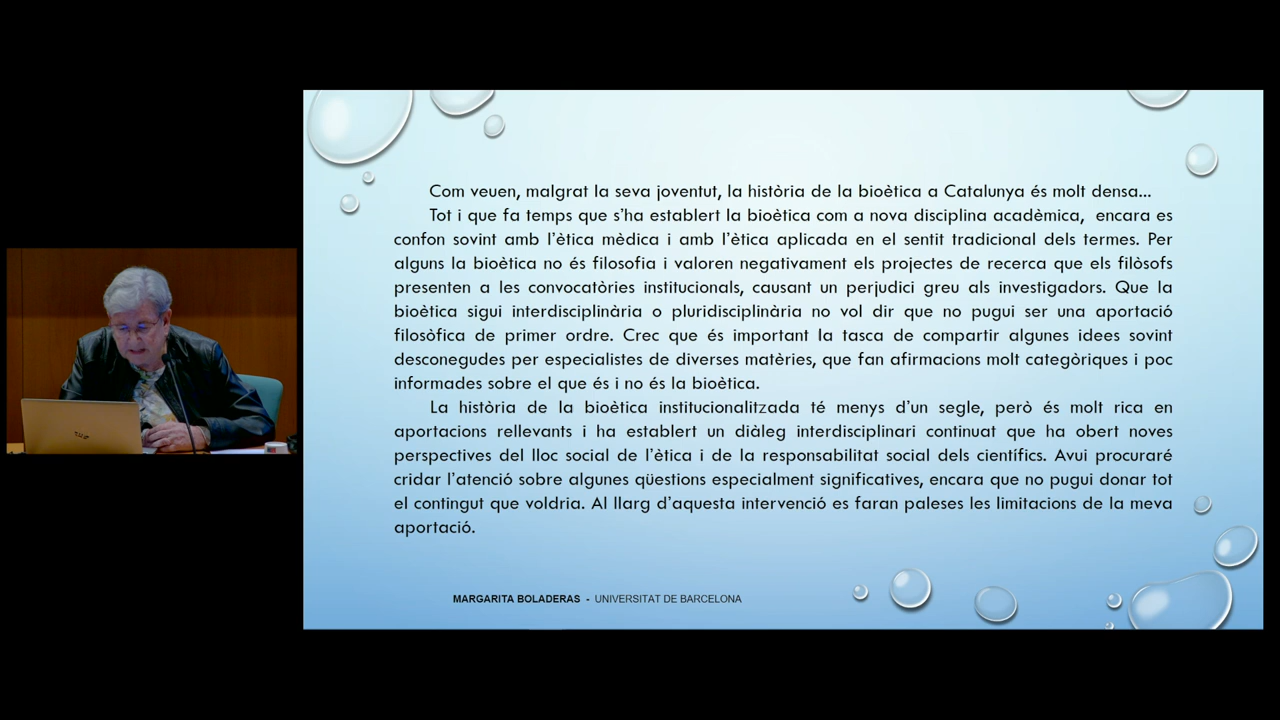 Com veuen, malgrat la seva joventut, la història de la bioètica a Catalunya és molt densa...
Tot i que fa temps que s'ha establert la bioètica com a nova disciplina acadèmica, encara es
confon sovint amb l'ètica mèdica i amb l'ètica aplicada en el sentit tradicional dels termes. Per
alguns la bioètica no és filosofia i valoren negativament els projectes de recerca que els filòsofs
presenten a les convocatòries institucionals, causant un perjudici greu als investigadors. Que la
bioètica sigui interdisciplinària o pluridisciplinària no vol dir que no pugui ser una aportació
filosòfica de primer ordre. Crec que és important la tasca de compartir algunes idees sovint
desconegudes per especialistes de diverses matèries, que fan afirmacions molt categòriques i poc
informades sobre el que és i no és la bioètica.
La història de la bioètica institucionalitzada té menys d'un segle, però és molt rica en
aportacions rellevants i ha establert un diàleg interdisciplinari continuat que ha obert noves
perspectives del lloc social de l'ètica i de la responsabilitat social dels científics. Avui procuraré
cridar l'atenció sobre algunes qüestions especialment significatives, encara que no pugui donar tot
el contingut que voldria. Al llarg d'aquesta intervenció es faran paleses les limitacions de la meva
aportació.
MARGARITA BOLADERAS - UNIVERSITAT DE BARCELONA